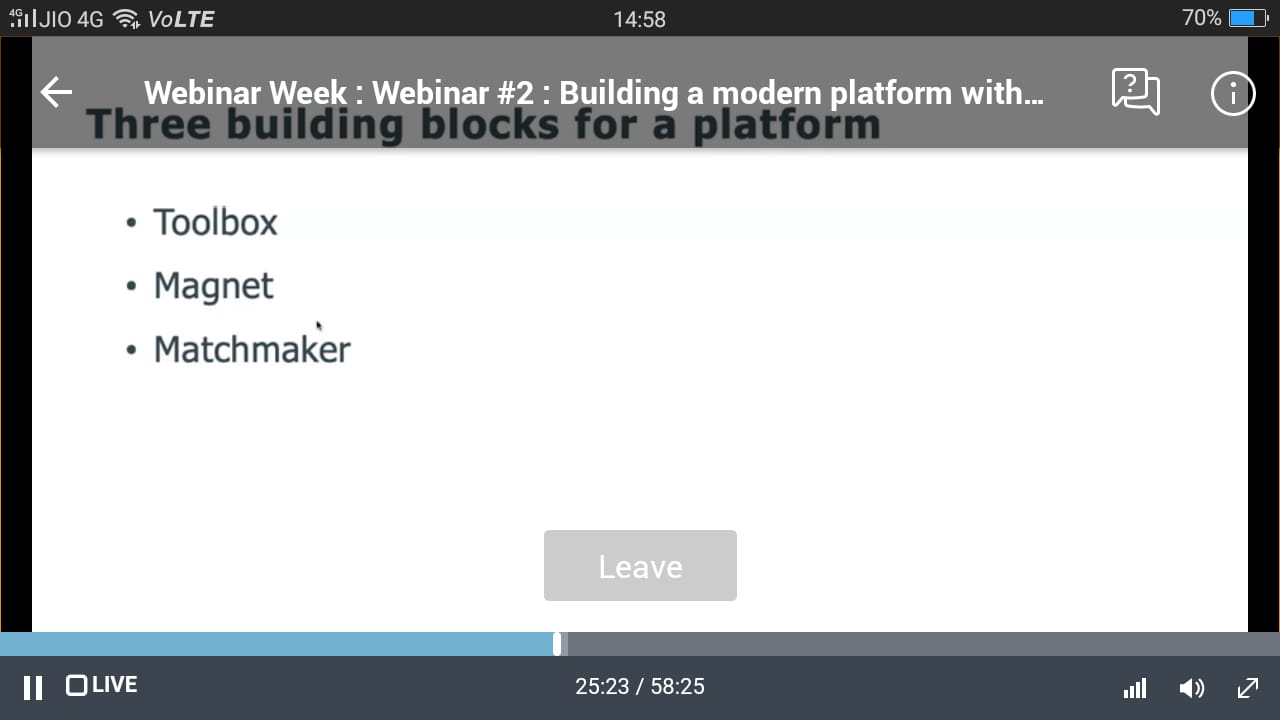 4G JIO 4G VoLTE 14:58 70%
Webinar Week : Webinar #2 : Building a modern platform with...
Three building blocks for a platform
• Toolbox
• Magnet
• Matchmaker
Leave
LIVE 25:23 / 58:25